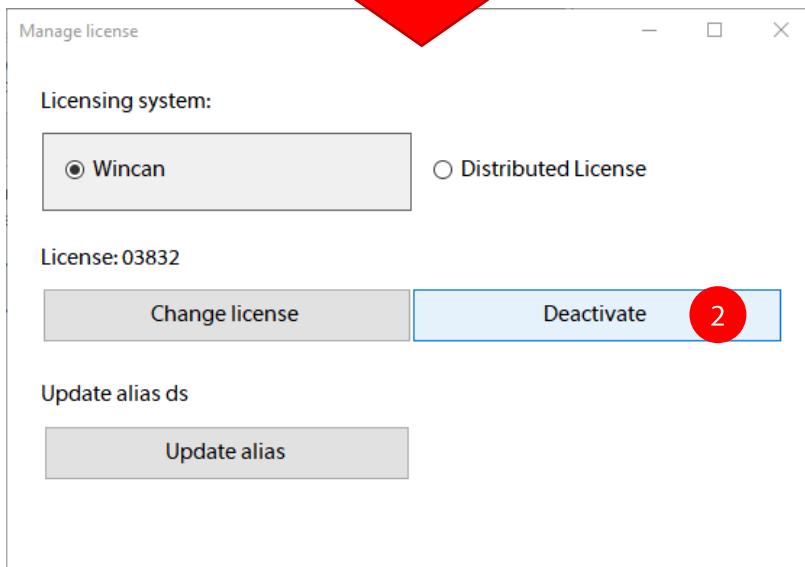 Manage license
Licensing system:
Wincan Distributed License
License: 03832
Change license Deactivate 2
Update alias ds
Update alias